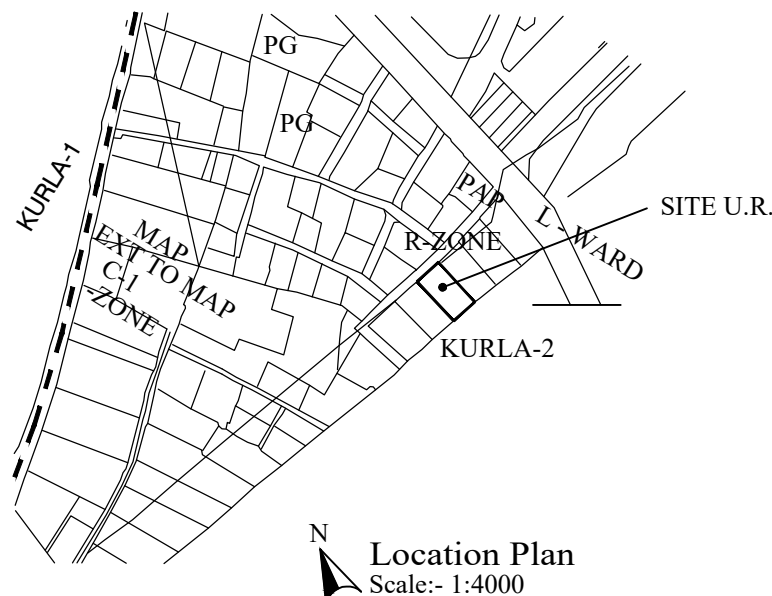 PG
PG
KURLA-1
PAP
SITE U.R.
L - WARD
R-ZONE
MAP
EXT TO MAP
C-1
-ZONE
KURLA-2
N
Location Plan
Scale:- 1:4000